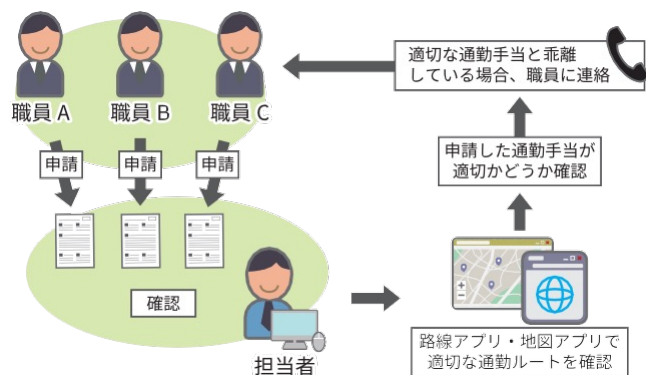 職員 A
職員 B
職員 C
申請
申請
申請
確認
担当者
路線アプリ・地図アプリで
適切な通勤ルートを確認
申請した通勤手当が
適切かどうか確認
適切な通勤手当と乖離
している場合、職員に連絡